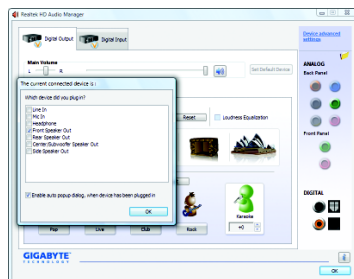 Realtek HD Audio Manager
Digital Output
Digital Input
Device advanced settings
Main Volume
L
R
Set Default Device
ANALOG
Back Panel
The current connected device is :
Which device did you plug in?
Line In
Mic In
Headphone
Front Speaker Out
Rear Speaker Out
Center/Subwoofer Speaker Out
Side Speaker Out
Enable auto popup dialog, when device has been plugged in
OK
Reset
Loudness Equalization
Front Panel
DIGITAL
Karaoke
Pop
Live
Club
Rock
+0
GIGABYTE
TECHNOLOGY
OK